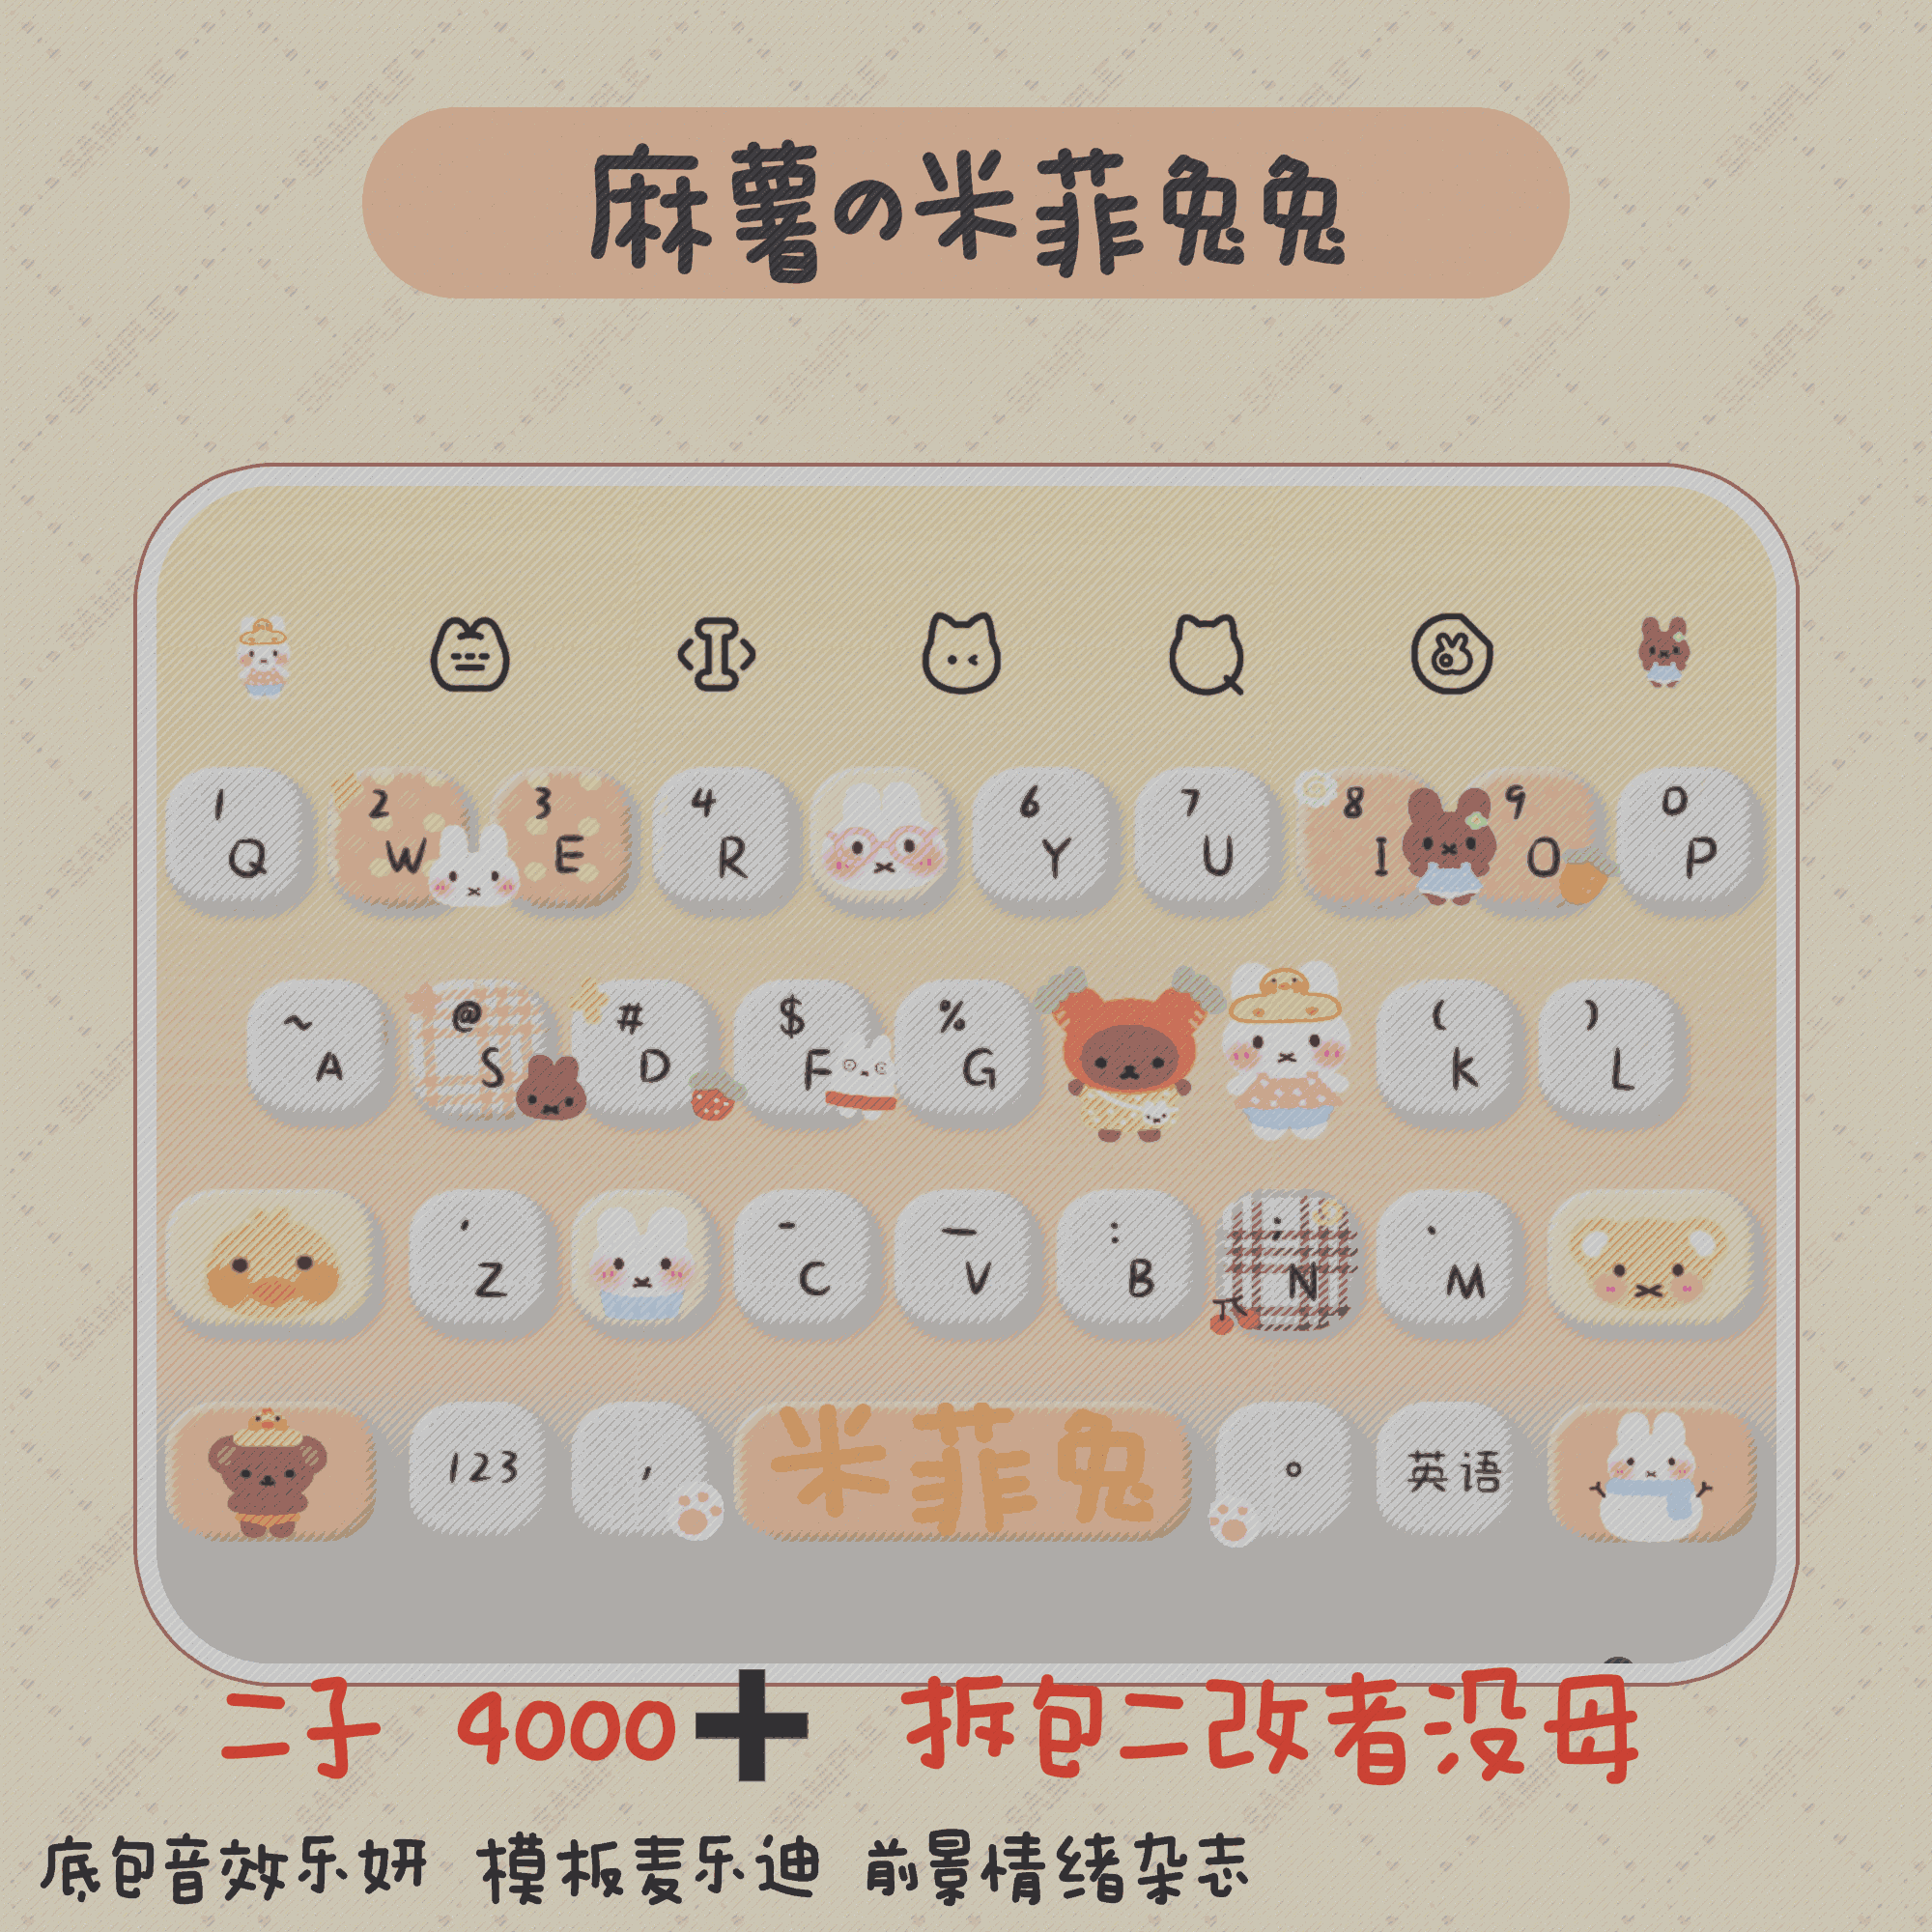 麻薯の米菲兔兔
1 2 3 4 6 7 8 9 0
Q W E R Y U I O P
~ @ # $ % ( )
A S D F G K L
' - — : ; ·
Z C V B N M
123 , 米菲兔 。 英语
二子 4000➕ 拆包二改者没母
底包音效乐妍 模板麦乐迪 前景情绪杂志